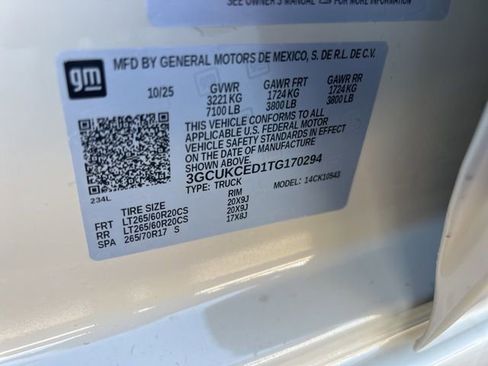 SEE OWNER'S MANUAL
gm
MFD BY GENERAL MOTORS DE MEXICO, S. DE R.L. DE C.V.
10/25 GVWR GAWR FRT GAWR RR
3221 KG 1724 KG 1724 KG
7100 LB 3800 LB 3800 LB
THIS VEHICLE CONFORMS TO ALL
APPLICABLE U.S. FEDERAL MOTOR
VEHICLE SAFETY STANDARDS IN EFFECT
ON THE DATE OF MANUFACTURE
SHOWN ABOVE.
3GCUKCED1TG170294
TYPE: TRUCK MODEL: 14CK10543
234L
TIRE SIZE RIM
FRT LT265/60R20CS 20X9J
RR LT265/60R20CS 20X9J
SPA 265/70R17 S 17X8J